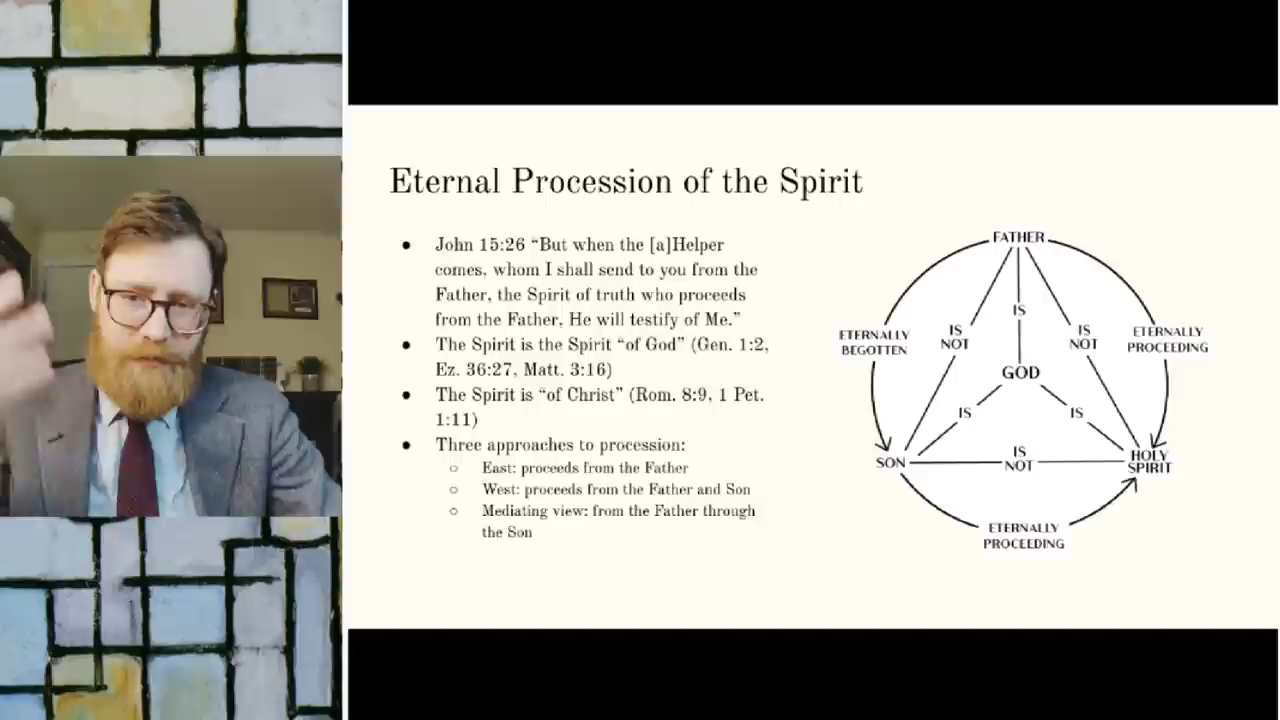 Eternal Procession of the Spirit
● John 15:26 “But when the [a]Helper
comes, whom I shall send to you from the
Father, the Spirit of truth who proceeds
from the Father, He will testify of Me.”
● The Spirit is the Spirit “of God” (Gen. 1:2,
Ez. 36:27, Matt. 3:16)
● The Spirit is “of Christ” (Rom. 8:9, 1 Pet.
1:11)
● Three approaches to procession:
○ East: proceeds from the Father
○ West: proceeds from the Father and Son
○ Mediating view: from the Father through
the Son
FATHER
IS
ETERNALLY
BEGOTTEN
IS
NOT
IS
NOT
ETERNALLY
PROCEEDING
GOD
IS
IS
SON
IS
NOT
HOLY
SPIRIT
ETERNALLY
PROCEEDING